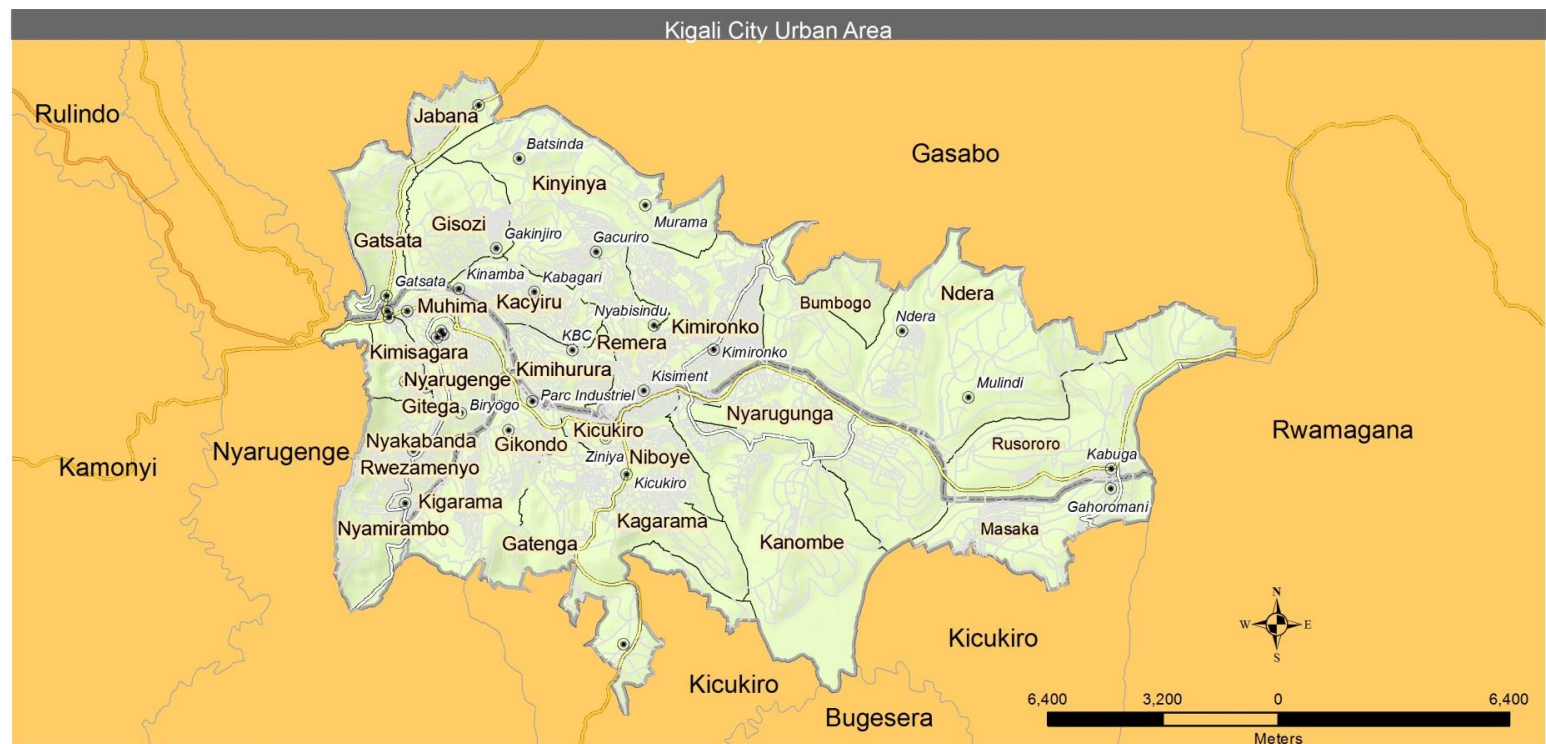 Kigali City Urban Area
Rulindo
Jabana
Batsinda
Gasabo
Kinyinya
Murama
Gisozi
Gakinjiro
Gacuriro
Gatsata
Gatsata
Kinamba
Kabagari
Ndera
Muhima
Kacyiru
Bumbogo
Nyabisindu
Ndera
Kimironko
KBC
Remera
Kimisagara
Kimironko
Kimihurura
Nyarugenge
Kisiment
Mulindi
Parc Industriel
Gitega
Biryogo
Nyarugunga
Kicukiro
Rwamagana
Nyakabanda
Gikondo
Rusororo
Nyarugenge
Ziniya
Niboye
Kabuga
Kamonyi
Rwezamenyo
Kicukiro
Kigarama
Gahoromani
Nyamirambo
Kagarama
Masaka
Gatenga
Kanombe
N
W
E
S
Kicukiro
Kicukiro
Bugesera
6,400 3,200 0 6,400
Meters